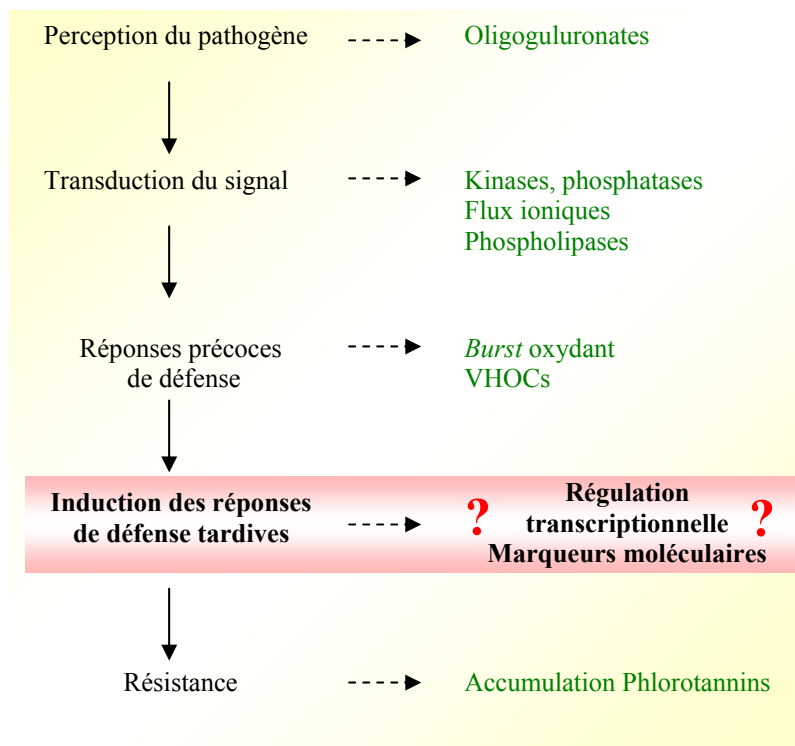 Perception du pathogène
Oligoguluronates
Transduction du signal
Kinases, phosphatases
Flux ioniques
Phospholipases
Réponses précoces
de défense
Burst oxydant
VHOCs
Induction des réponses
de défense tardives
? Régulation
transcriptionnelle ?
Marqueurs moléculaires
Résistance
Accumulation Phlorotannins